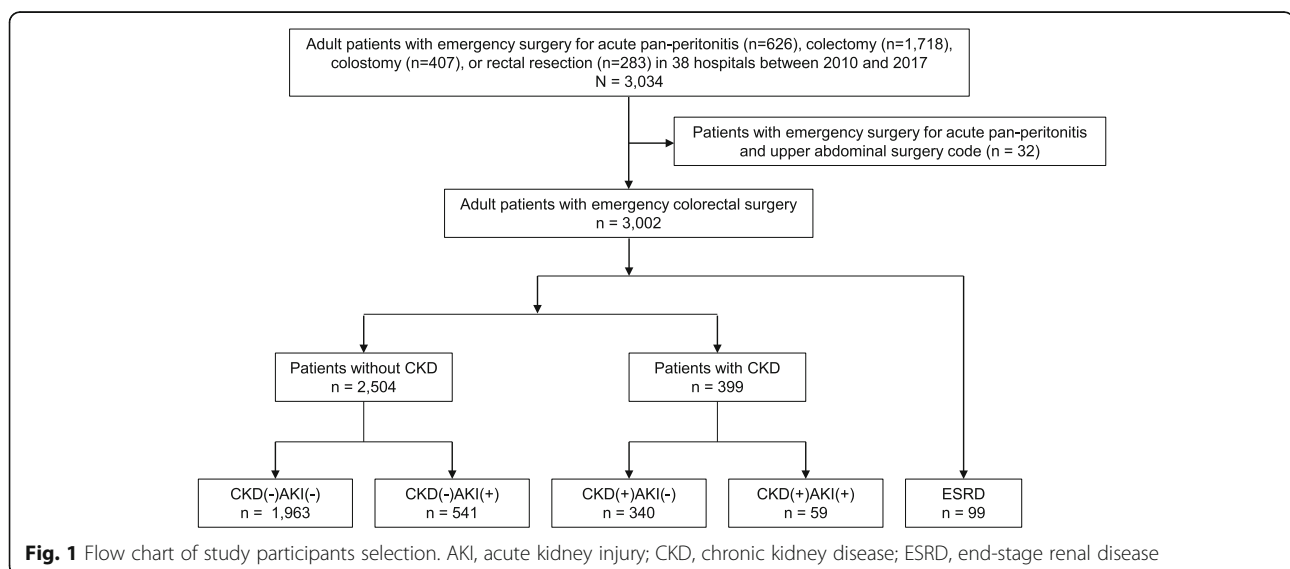 Adult patients with emergency surgery for acute pan-peritonitis (n=626), colectomy (n=1,718),
colostomy (n=407), or rectal resection (n=283) in 38 hospitals between 2010 and 2017
N = 3,034
Patients with emergency surgery for acute pan-peritonitis
and upper abdominal surgery code (n = 32)
Adult patients with emergency colorectal surgery
n = 3,002
Patients without CKD
n = 2,504
Patients with CKD
n = 399
CKD(-)AKI(-)
n = 1,963
CKD(-)AKI(+)
n = 541
CKD(+)AKI(-)
n = 340
CKD(+)AKI(+)
n = 59
ESRD
n = 99
Fig. 1 Flow chart of study participants selection. AKI, acute kidney injury; CKD, chronic kidney disease; ESRD, end-stage renal disease